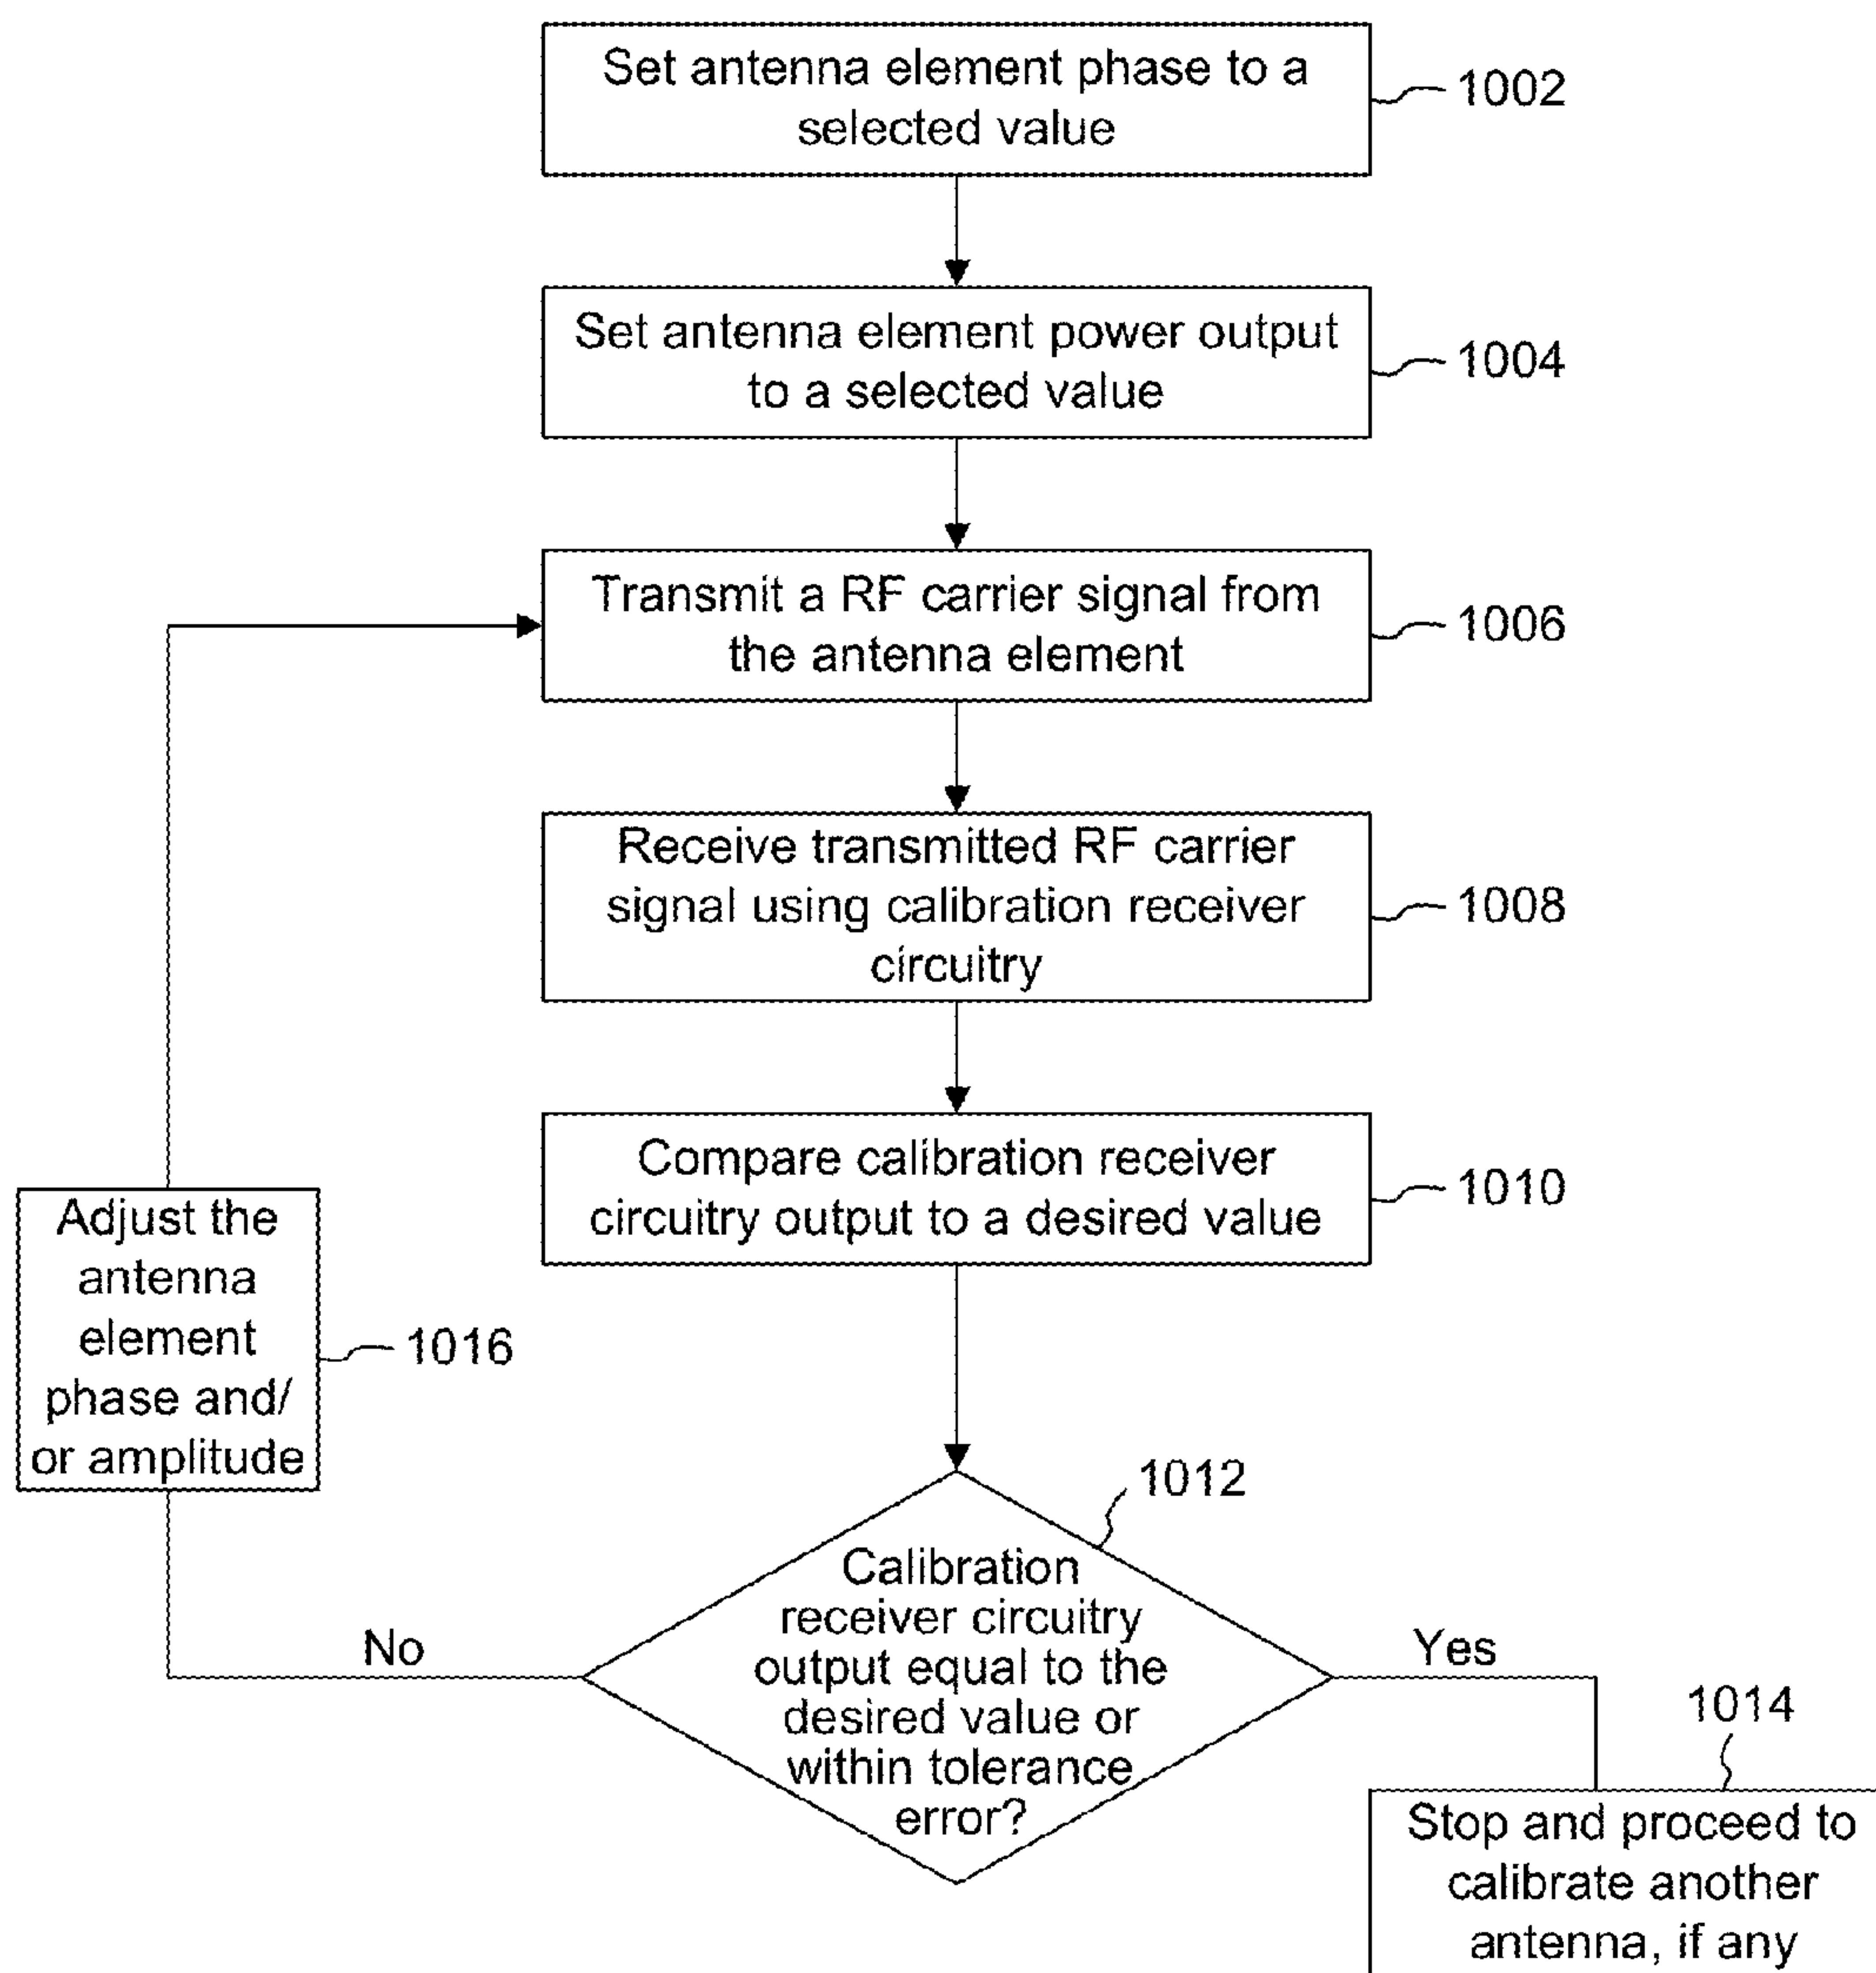 Set antenna element phase to a
selected value
1002
Set antenna element power output
to a selected value
1004
Transmit a RF carrier signal from
the antenna element
1006
Receive transmitted RF carrier
signal using calibration receiver
circuitry
1008
Compare calibration receiver
circuitry output to a desired value
1010
Adjust the
antenna
element
phase and/
or amplitude
1016
1012
Calibration
receiver circuitry
output equal to the
desired value or
within tolerance
error?
No
Yes
1014
Stop and proceed to
calibrate another
antenna, if any